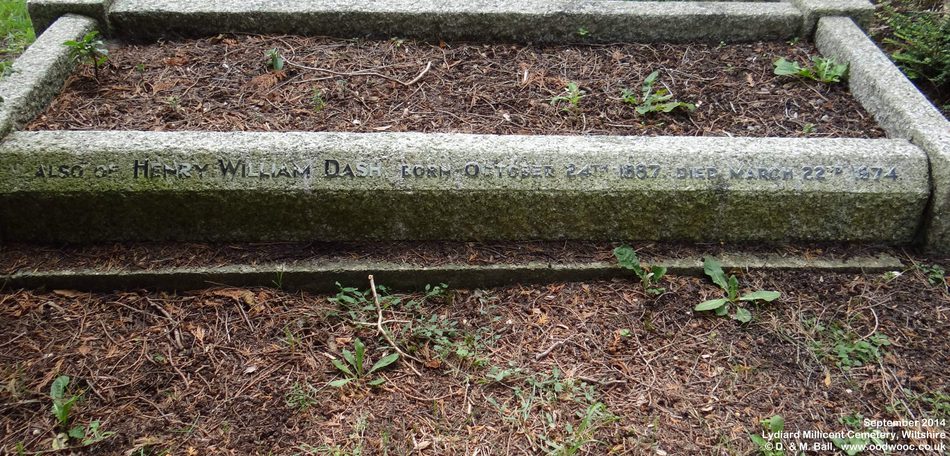 ALSO OF HENRY WILLIAM DASH, BORN OCTOBER 24TH 1887, DIED MARCH 22ND 1974.
September 2014
Lydiard Millicent Cemetery, Wiltshire
© D. & M. Ball, www.oodwooc.co.uk